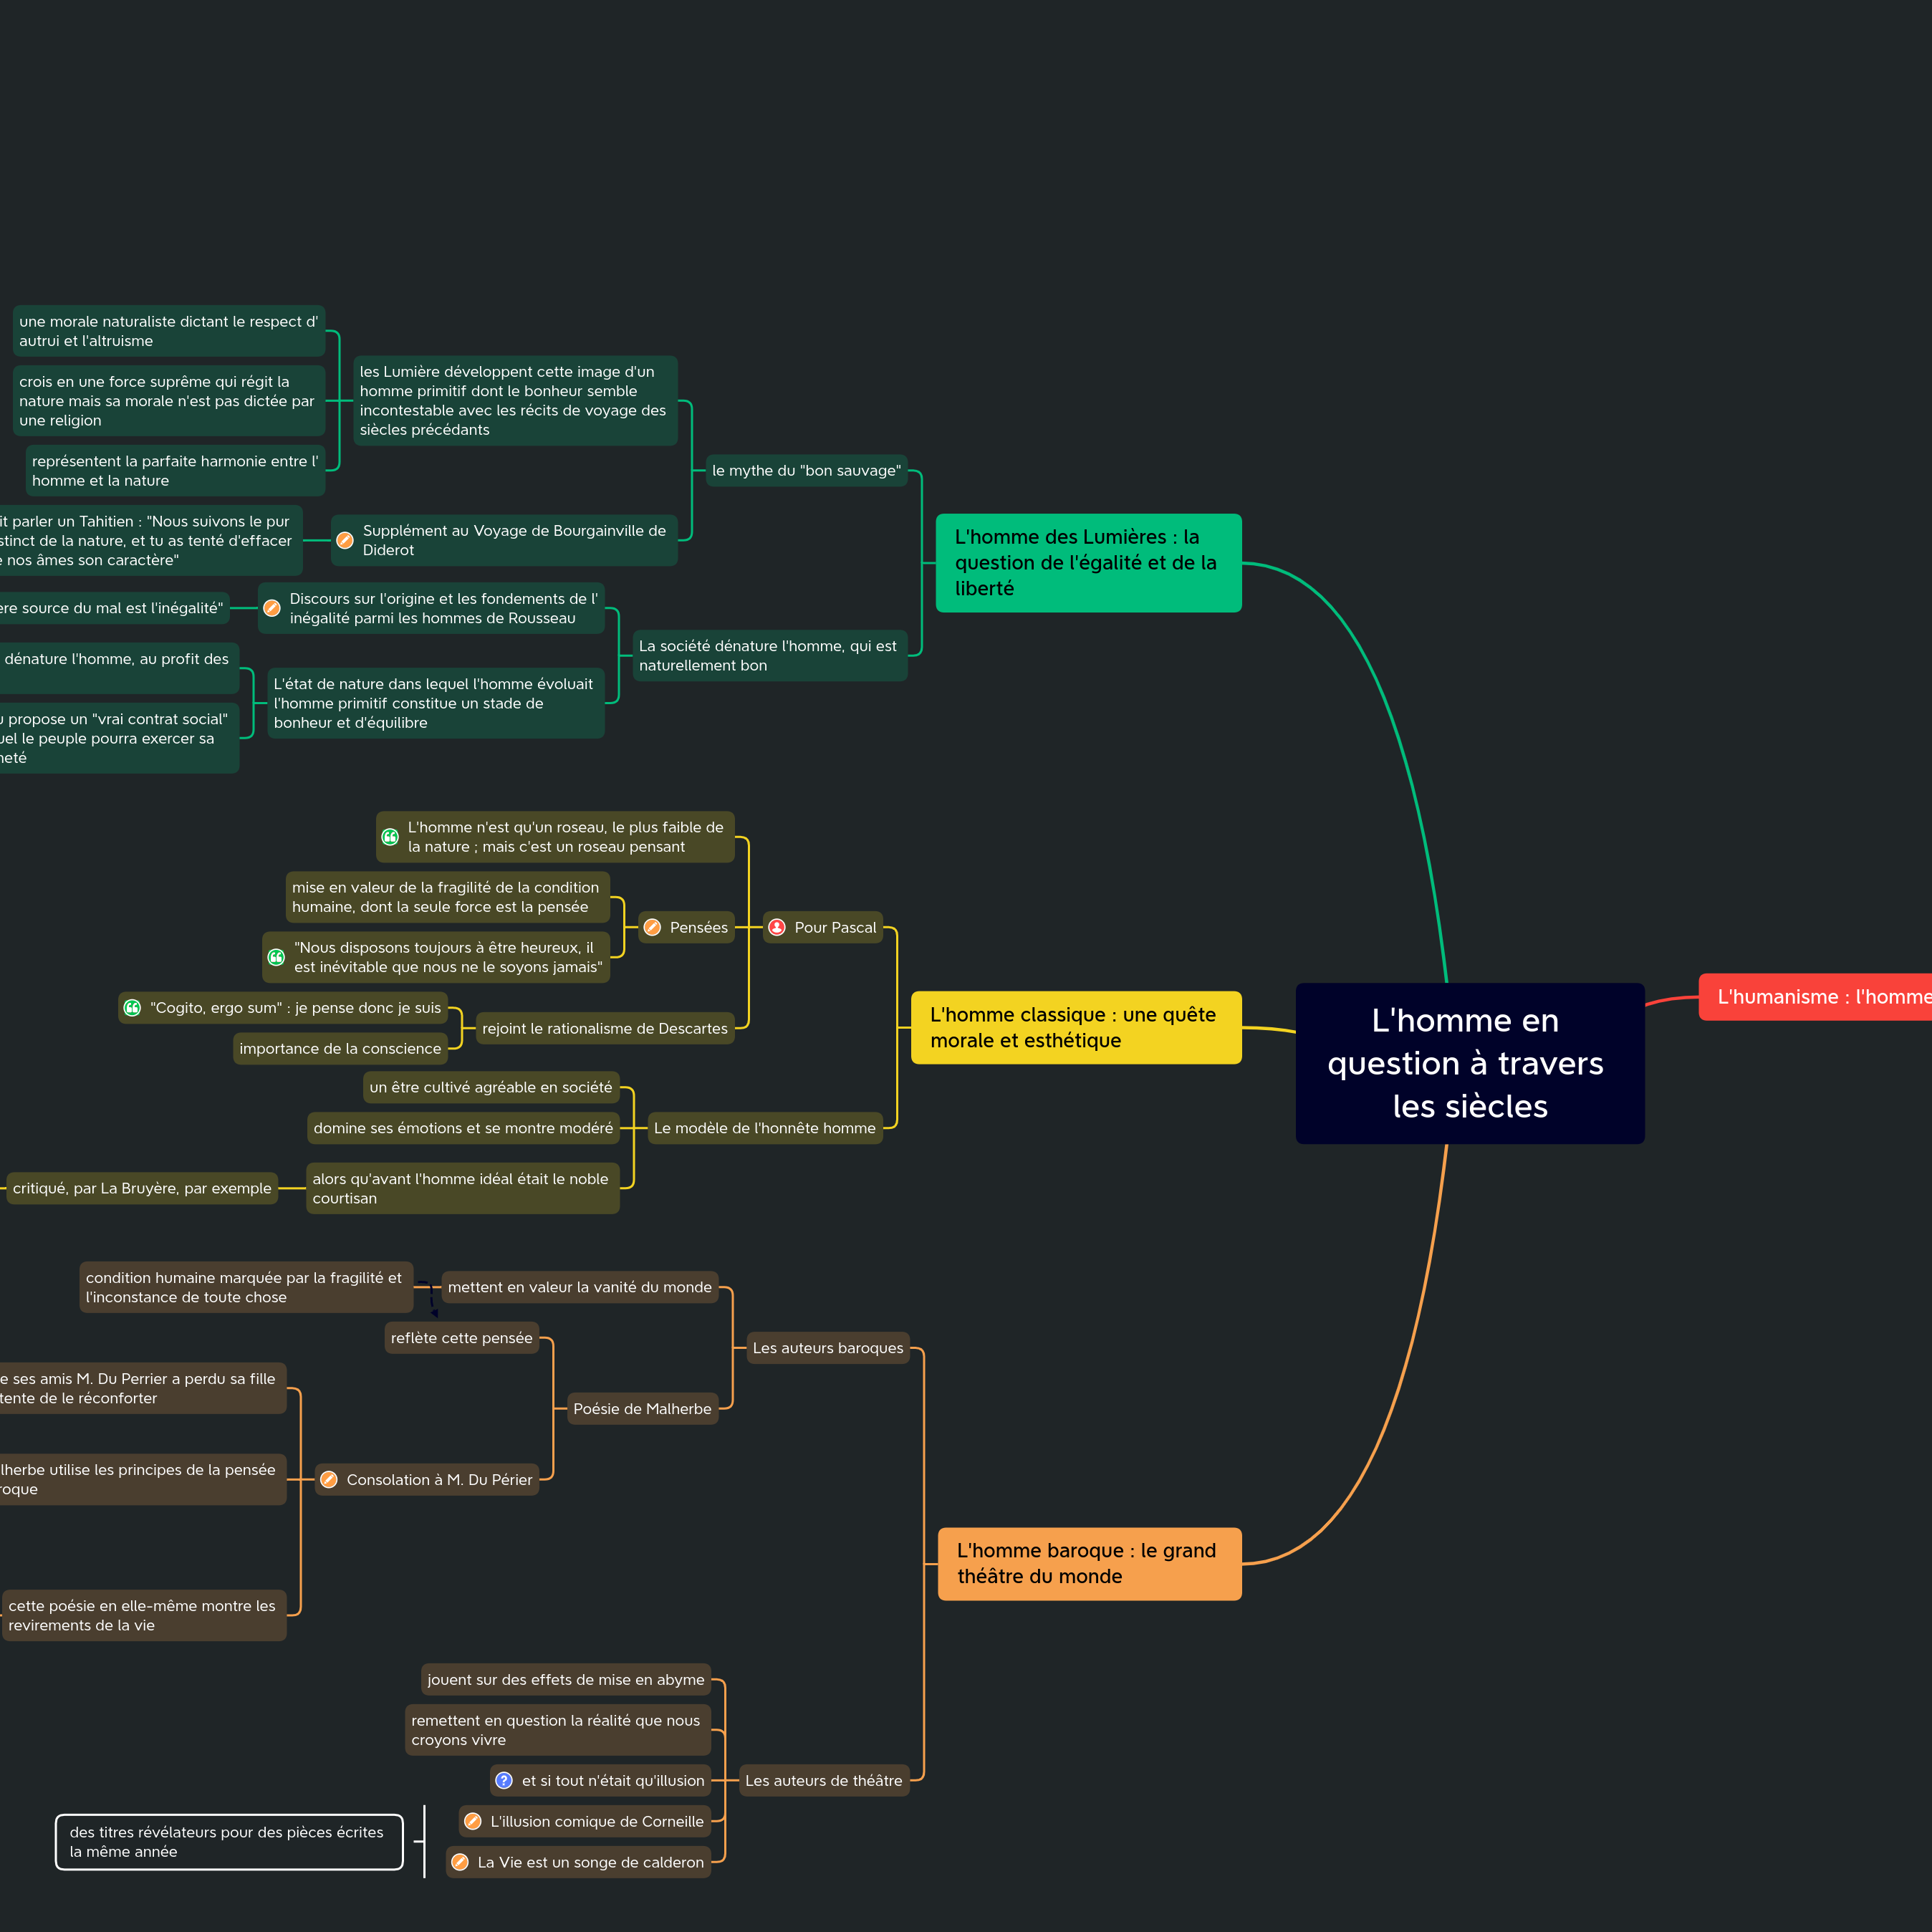 L'homme en
question à travers
les siècles
L'humanisme : l'homme
L'homme des Lumières : la
question de l'égalité et de la
liberté
le mythe du "bon sauvage"
les Lumière développent cette image d'un
homme primitif dont le bonheur semble
incontestable avec les récits de voyage des
siècles précédants
une morale naturaliste dictant le respect d'
autrui et l'altruisme
crois en une force suprême qui régit la
nature mais sa morale n'est pas dictée par
une religion
représentent la parfaite harmonie entre l'
homme et la nature
Supplément au Voyage de Bourgainville de
Diderot
parler un Tahitien : "Nous suivons le pur
de la nature, et tu as tenté d'effacer
nos âmes son caractère"
La société dénature l'homme, qui est
naturellement bon
Discours sur l'origine et les fondements de l'
inégalité parmi les hommes de Rousseau
source du mal est l'inégalité"
L'état de nature dans lequel l'homme évoluait
l'homme primitif constitue un stade de
bonheur et d'équilibre
dénature l'homme, au profit des
propose un "vrai contrat social"
le peuple pourra exercer sa
L'homme classique : une quête
morale et esthétique
Pour Pascal
L'homme n'est qu'un roseau, le plus faible de
la nature ; mais c'est un roseau pensant
Pensées
mise en valeur de la fragilité de la condition
humaine, dont la seule force est la pensée
"Nous disposons toujours à être heureux, il
est inévitable que nous ne le soyons jamais"
rejoint le rationalisme de Descartes
"Cogito, ergo sum" : je pense donc je suis
importance de la conscience
Le modèle de l'honnête homme
un être cultivé agréable en société
domine ses émotions et se montre modéré
alors qu'avant l'homme idéal était le noble
courtisan
critiqué, par La Bruyère, par exemple
L'homme baroque : le grand
théâtre du monde
Les auteurs baroques
mettent en valeur la vanité du monde
condition humaine marquée par la fragilité et
l'inconstance de toute chose
Poésie de Malherbe
reflète cette pensée
Consolation à M. Du Périer
ses amis M. Du Perrier a perdu sa fille
tente de le réconforter
utilise les principes de la pensée
cette poésie en elle-même montre les
revirements de la vie
Les auteurs de théâtre
jouent sur des effets de mise en abyme
remettent en question la réalité que nous
croyons vivre
et si tout n'était qu'illusion
L'illusion comique de Corneille
La Vie est un songe de calderon
des titres révélateurs pour des pièces écrites
la même année